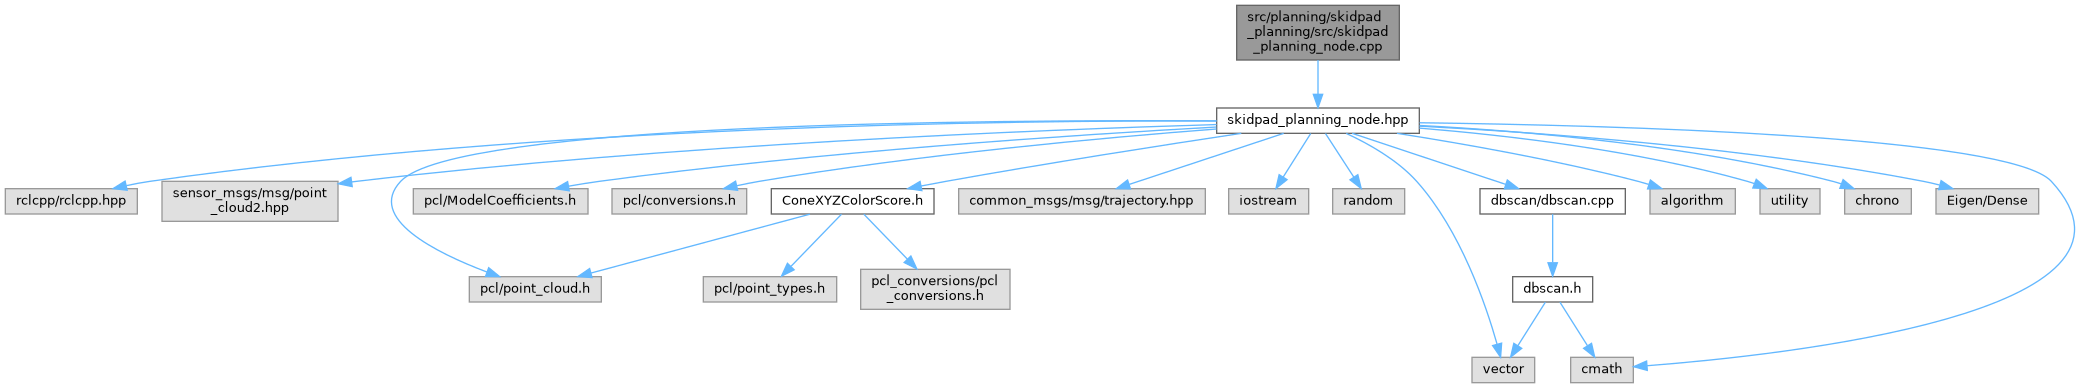 src/planning/skidpad
_planning/src/skidpad
_planning_node.cpp
skidpad_planning_node.hpp
rclcpp/rclcpp.hpp
sensor_msgs/msg/point
_cloud2.hpp
pcl/ModelCoefficients.h
pcl/conversions.h
ConeXYZColorScore.h
common_msgs/msg/trajectory.hpp
iostream
random
dbscan/dbscan.cpp
algorithm
utility
chrono
Eigen/Dense
pcl/point_cloud.h
pcl/point_types.h
pcl_conversions/pcl
_conversions.h
dbscan.h
vector
cmath